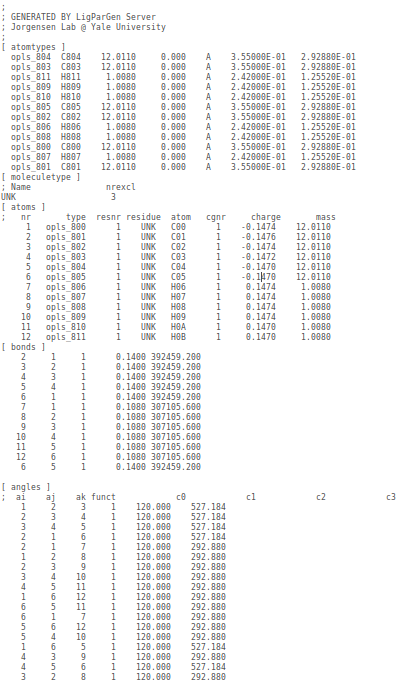 ;
; GENERATED BY LigParGen Server
; Jorgensen Lab @ Yale University
;
[ atomtypes ]
opls_804 C804 12.0110 0.000 A 3.55000E-01 2.92880E-01
opls_803 C803 12.0110 0.000 A 3.55000E-01 2.92880E-01
opls_811 H811 1.0080 0.000 A 2.42000E-01 1.25520E-01
opls_809 H809 1.0080 0.000 A 2.42000E-01 1.25520E-01
opls_810 H810 1.0080 0.000 A 2.42000E-01 1.25520E-01
opls_805 C805 12.0110 0.000 A 3.55000E-01 2.92880E-01
opls_802 C802 12.0110 0.000 A 3.55000E-01 2.92880E-01
opls_806 H806 1.0080 0.000 A 2.42000E-01 1.25520E-01
opls_808 H808 1.0080 0.000 A 2.42000E-01 1.25520E-01
opls_800 C800 12.0110 0.000 A 3.55000E-01 2.92880E-01
opls_807 H807 1.0080 0.000 A 2.42000E-01 1.25520E-01
opls_801 C801 12.0110 0.000 A 3.55000E-01 2.92880E-01
[ moleculetype ]
; Name nrexcl
UNK 3
[ atoms ]
; nr type resnr residue atom cgnr charge mass
1 opls_800 1 UNK C00 1 -0.1474 12.0110
2 opls_801 1 UNK C01 1 -0.1476 12.0110
3 opls_802 1 UNK C02 1 -0.1474 12.0110
4 opls_803 1 UNK C03 1 -0.1472 12.0110
5 opls_804 1 UNK C04 1 -0.1470 12.0110
6 opls_805 1 UNK C05 1 -0.1470 12.0110
7 opls_806 1 UNK H06 1 0.1474 1.0080
8 opls_807 1 UNK H07 1 0.1474 1.0080
9 opls_808 1 UNK H08 1 0.1474 1.0080
10 opls_809 1 UNK H09 1 0.1474 1.0080
11 opls_810 1 UNK H0A 1 0.1470 1.0080
12 opls_811 1 UNK H0B 1 0.1470 1.0080
[ bonds ]
2 1 1 0.1400 392459.200
3 2 1 0.1400 392459.200
4 3 1 0.1400 392459.200
5 4 1 0.1400 392459.200
6 1 1 0.1400 392459.200
7 1 1 0.1080 307105.600
8 2 1 0.1080 307105.600
9 3 1 0.1080 307105.600
10 4 1 0.1080 307105.600
11 5 1 0.1080 307105.600
12 6 1 0.1080 307105.600
6 5 1 0.1400 392459.200
[ angles ]
; ai aj ak funct c0 c1 c2 c3
1 2 3 1 120.000 527.184
2 3 4 1 120.000 527.184
3 4 5 1 120.000 527.184
2 1 6 1 120.000 527.184
2 1 7 1 120.000 292.880
1 2 8 1 120.000 292.880
2 3 9 1 120.000 292.880
3 4 10 1 120.000 292.880
4 5 11 1 120.000 292.880
1 6 12 1 120.000 292.880
6 5 11 1 120.000 292.880
6 1 7 1 120.000 292.880
5 6 12 1 120.000 292.880
5 4 10 1 120.000 292.880
1 6 5 1 120.000 527.184
4 3 9 1 120.000 292.880
4 5 6 1 120.000 527.184
3 2 8 1 120.000 292.880